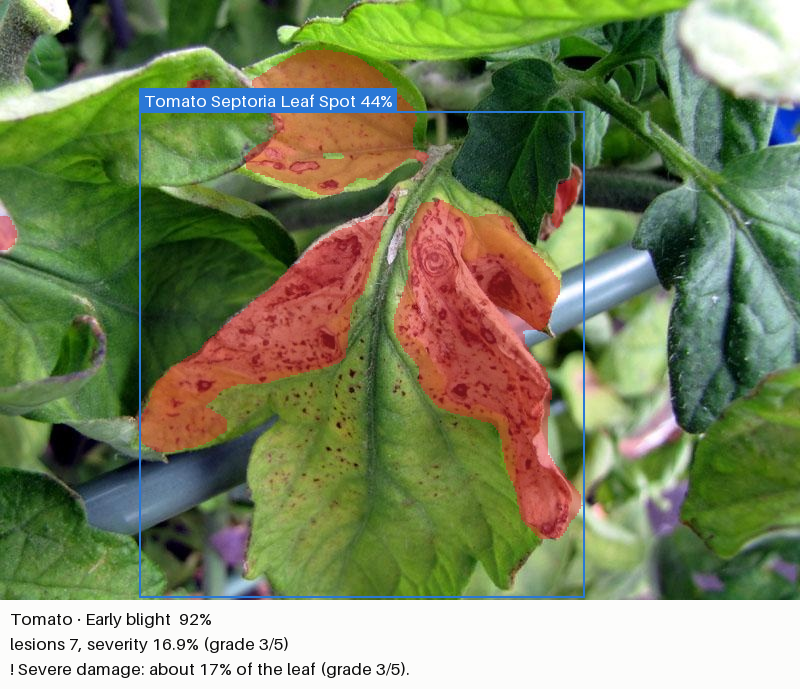 Tomato Septoria Leaf Spot 44%
Tomato · Early blight 92%
lesions 7, severity 16.9% (grade 3/5)
! Severe damage: about 17% of the leaf (grade 3/5).